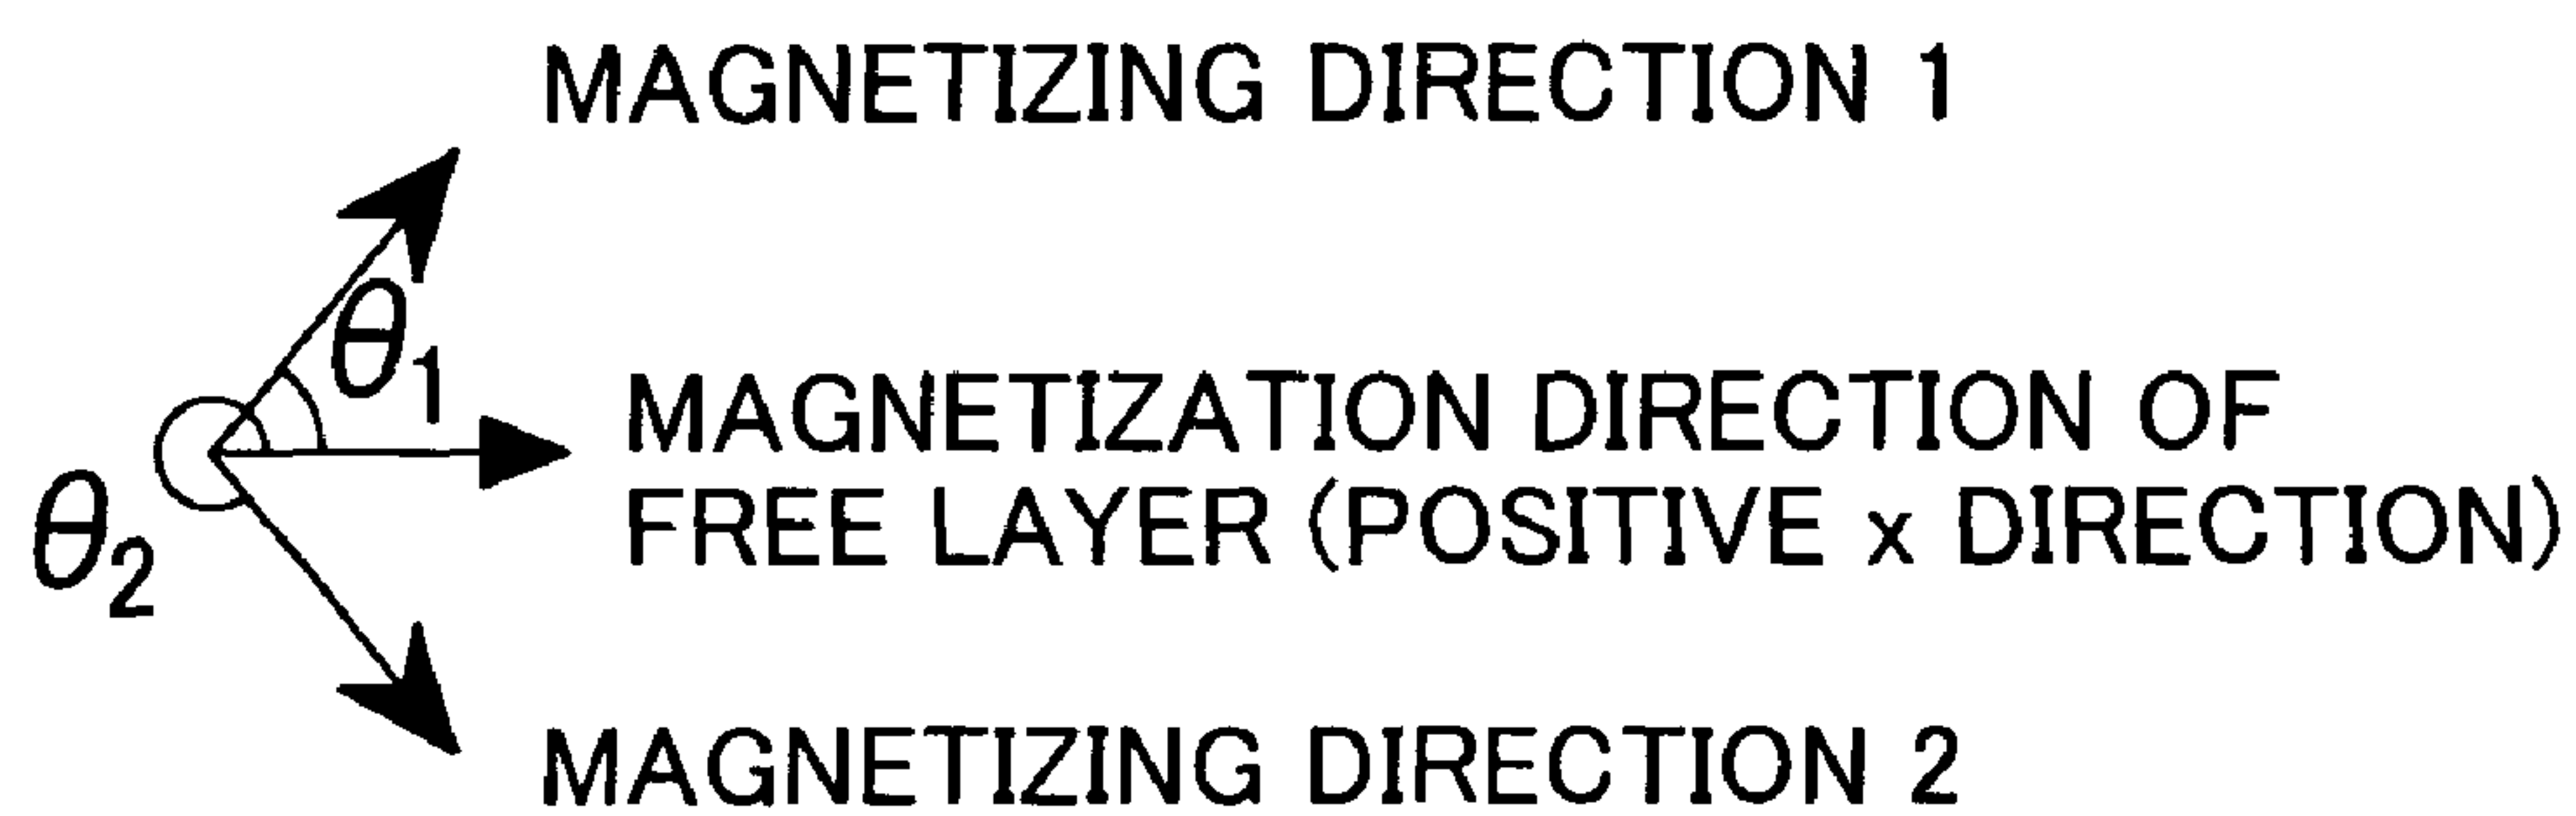 MAGNETIZING DIRECTION 1
θ1
MAGNETIZATION DIRECTION OF
FREE LAYER (POSITIVE x DIRECTION)
θ2
MAGNETIZING DIRECTION 2